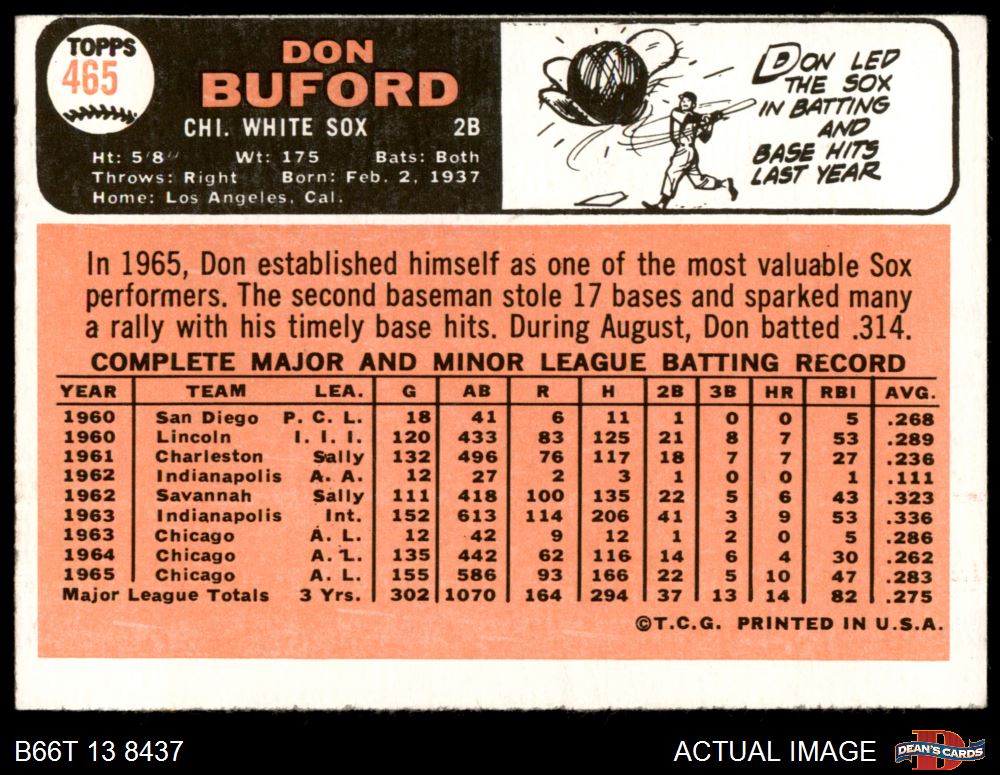 TOPPS
465
DON
BUFORD
CHI. WHITE SOX 2B
Ht: 5'8" Wt: 175 Bats: Both
Throws: Right Born: Feb. 2, 1937
Home: Los Angeles, Cal.
DON LED
THE SOX
IN BATTING
AND
BASE HITS
LAST YEAR
In 1965, Don established himself as one of the most valuable Sox
performers. The second baseman stole 17 bases and sparked many
a rally with his timely base hits. During August, Don batted .314.
COMPLETE MAJOR AND MINOR LEAGUE BATTING RECORD
YEAR TEAM LEA. G AB R H 2B 3B HR RBI AVG.
1960 San Diego P. C. L. 18 41 6 11 1 0 0 5 .268
1960 Lincoln I. I. I. 120 433 83 125 21 8 7 53 .289
1961 Charleston Sally 132 496 76 117 18 7 7 27 .236
1962 Indianapolis A. A. 12 27 2 3 1 0 0 1 .111
1962 Savannah Sally 111 418 100 135 22 5 6 43 .323
1963 Indianapolis Int. 152 613 114 206 41 3 9 53 .336
1963 Chicago A. L. 12 42 9 12 1 2 0 5 .286
1964 Chicago A. L. 135 442 62 116 14 6 4 30 .262
1965 Chicago A. L. 155 586 93 166 22 5 10 47 .283
Major League Totals 3 Yrs. 302 1070 164 294 37 13 14 82 .275
©T.C.G. PRINTED IN U.S.A.
B66T 13 8437 ACTUAL IMAGE
DEAN'S CARDS